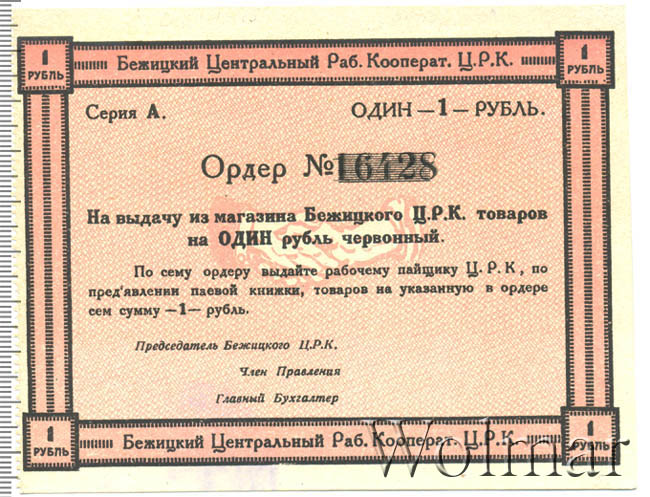 1 РУБЛЬ
Бежицкий Центральный Раб. Кооперат. Ц.Р.К.
1 РУБЛЬ
Серия А.
ОДИН —1— РУБЛЬ.
Ордер № 16428
На выдачу из магазина Бежицкого Ц.Р.К. товаров
на ОДИН рубль червонный.
По сему ордеру выдайте рабочему пайщику Ц.Р.К, по
пред'явлении паевой книжки, товаров на указанную в ордере
сем сумму —1— рубль.
Председатель Бежицкого Ц.Р.К.
Член Правления
Главный Бухгалтер
1 РУБЛЬ
Бежицкий Центральный Раб. Кооперат. Ц.Р.К.
1 РУБЛЬ
Wolmar